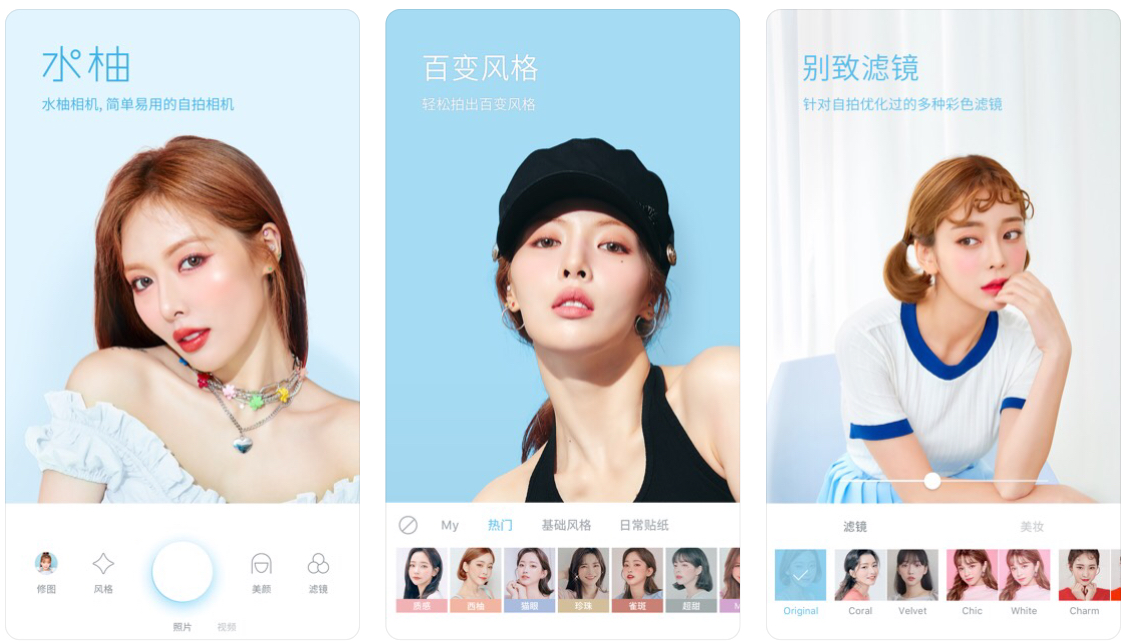 水柚
水柚相机, 简单易用的自拍相机
修图
风格
美颜
滤镜
照片
视频
百变风格
轻松拍出百变风格
My
热门
基础风格
日常贴纸
质感
西柚
猫眼
珍珠
雀斑
超甜
别致滤镜
针对自拍优化过的多种彩色滤镜
滤镜
美妆
Original
Coral
Velvet
Chic
White
Charm